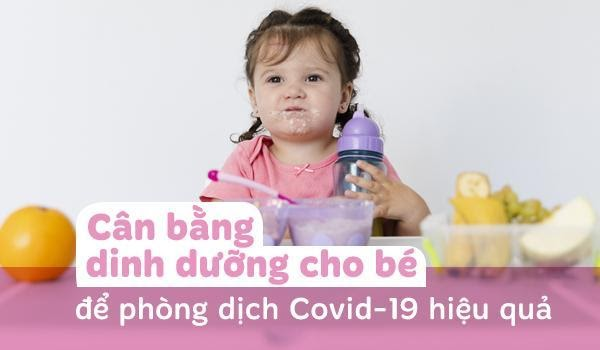 Cân bằng
dinh dưỡng cho bé
để phòng dịch Covid-19 hiệu quả